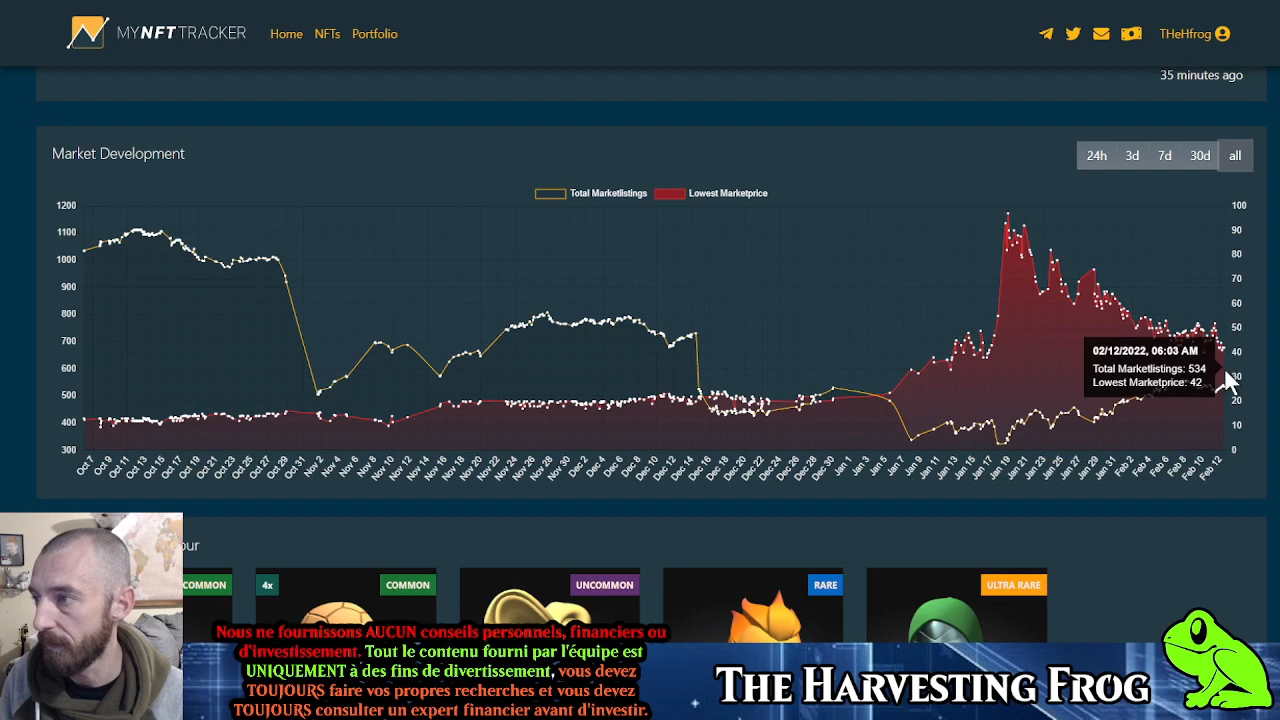 MYNFTTRACKER Home NFTs Portfolio THeHfrog
35 minutes ago
Market Development
24h 3d 7d 30d all
Total Marketlistings Lowest Marketprice
1200 100
1100 90
1000 80
900 70
800 60
700 50
600 40
500 30
400 20
300 10
0
02/12/2022, 06:03 AM
Total Marketlistings: 534
Lowest Marketprice: 42
Oct 7 Oct 9 Oct 11 Oct 13 Oct 15 Oct 17 Oct 19 Oct 21 Oct 23 Oct 25 Oct 27 Oct 29 Oct 31 Nov 2 Nov 4 Nov 6 Nov 8 Nov 10 Nov 12 Nov 14 Nov 16 Nov 18 Nov 20 Nov 22 Nov 24 Nov 26 Nov 28 Nov 30 Dec 2 Dec 4 Dec 6 Dec 8 Dec 10 Dec 12 Dec 14 Dec 16 Dec 18 Dec 20 Dec 22 Dec 24 Dec 26 Dec 28 Dec 30 Jan 1 Jan 3 Jan 5 Jan 7 Jan 9 Jan 11 Jan 13 Jan 15 Jan 17 Jan 19 Jan 21 Jan 23 Jan 25 Jan 27 Jan 29 Jan 31 Feb 2 Feb 4 Feb 6 Feb 8 Feb 10 Feb 12
our
COMMON 4x COMMON UNCOMMON RARE ULTRA RARE
Nous ne fournissons AUCUN conseils personnels, financiers ou
d'investissement. Tout le contenu fourni par l'équipe est
UNIQUEMENT à des fins de divertissement, vous devez
TOUJOURS faire vos propres recherches et vous devez
TOUJOURS consulter un expert financier avant d'investir.
THE HARVESTING FROG